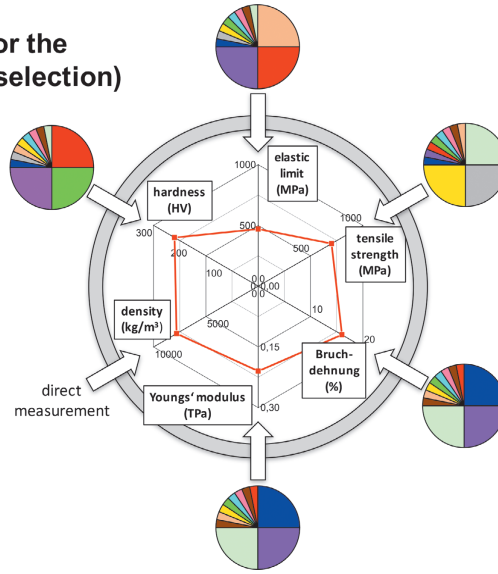 or the
selection)
elastic
limit
(MPa)
1000
hardness
(HV)
1000
300
500
500
200
tensile
strength
(MPa)
100
0,0
0,00
0,0
density
(kg/m³)
5000
10
10000
0,15
20
Bruch-
dehnung
(%)
direct
measurement
Youngs‘ modulus
(TPa)
0,30